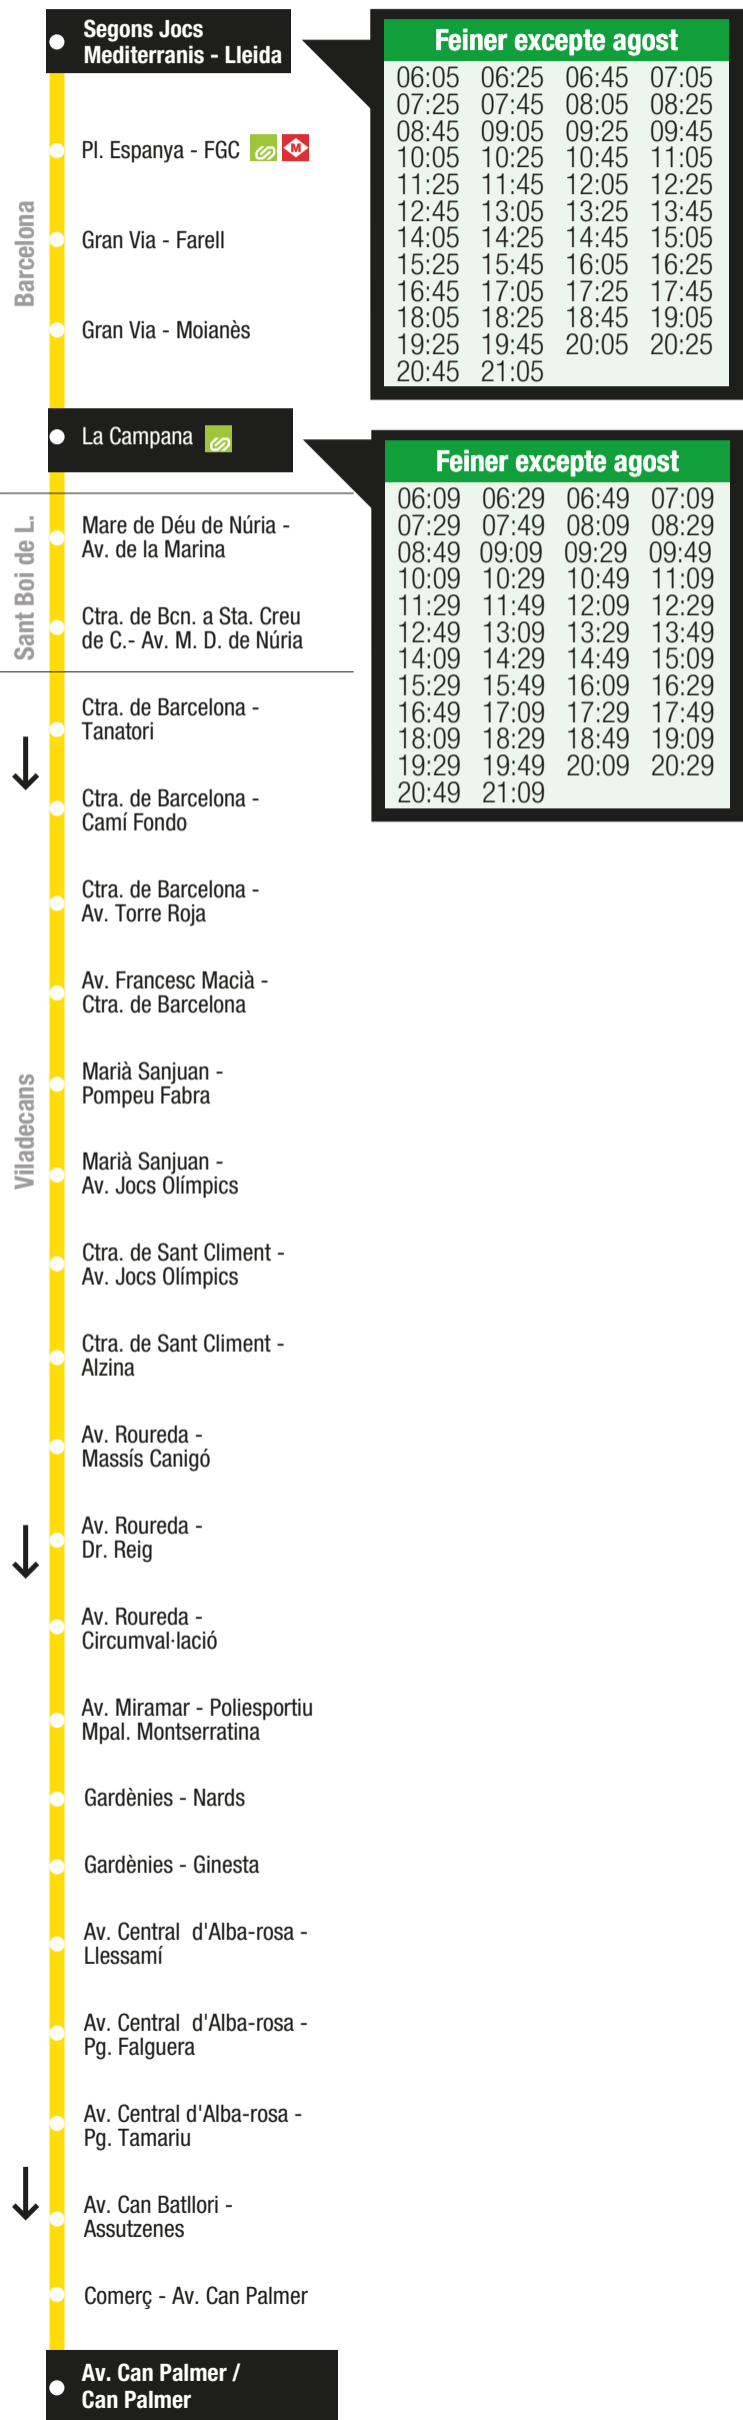 Segons Jocs
Mediterranis - Lleida
Feiner excepte agost
06:05 06:25 06:45 07:05
07:25 07:45 08:05 08:25
08:45 09:05 09:25 09:45
10:05 10:25 10:45 11:05
11:25 11:45 12:05 12:25
12:45 13:05 13:25 13:45
14:05 14:25 14:45 15:05
15:25 15:45 16:05 16:25
16:45 17:05 17:25 17:45
18:05 18:25 18:45 19:05
19:25 19:45 20:05 20:25
20:45 21:05
Barcelona
Pl. Espanya - FGC
M
Gran Via - Farell
Gran Via - Moianès
La Campana
Feiner excepte agost
06:09 06:29 06:49 07:09
07:29 07:49 08:09 08:29
08:49 09:09 09:29 09:49
10:09 10:29 10:49 11:09
11:29 11:49 12:09 12:29
12:49 13:09 13:29 13:49
14:09 14:29 14:49 15:09
15:29 15:49 16:09 16:29
16:49 17:09 17:29 17:49
18:09 18:29 18:49 19:09
19:29 19:49 20:09 20:29
20:49 21:09
Sant Boi de L.
Mare de Déu de Núria -
Av. de la Marina
Ctra. de Bcn. a Sta. Creu
de C.- Av. M. D. de Núria
Viladecans
Ctra. de Barcelona -
Tanatori
Ctra. de Barcelona -
Camí Fondo
Ctra. de Barcelona -
Av. Torre Roja
Av. Francesc Macià -
Ctra. de Barcelona
Marià Sanjuan -
Pompeu Fabra
Marià Sanjuan -
Av. Jocs Olímpics
Ctra. de Sant Climent -
Av. Jocs Olímpics
Ctra. de Sant Climent -
Alzina
Av. Roureda -
Massís Canigó
Av. Roureda -
Dr. Reig
Av. Roureda -
Circumval·lació
Av. Miramar - Poliesportiu
Mpal. Montserratina
Gardènies - Nards
Gardènies - Ginesta
Av. Central d'Alba-rosa -
Llessamí
Av. Central d'Alba-rosa -
Pg. Falguera
Av. Central d'Alba-rosa -
Pg. Tamariu
Av. Can Batllori -
Assutzenes
Comerç - Av. Can Palmer
Av. Can Palmer /
Can Palmer